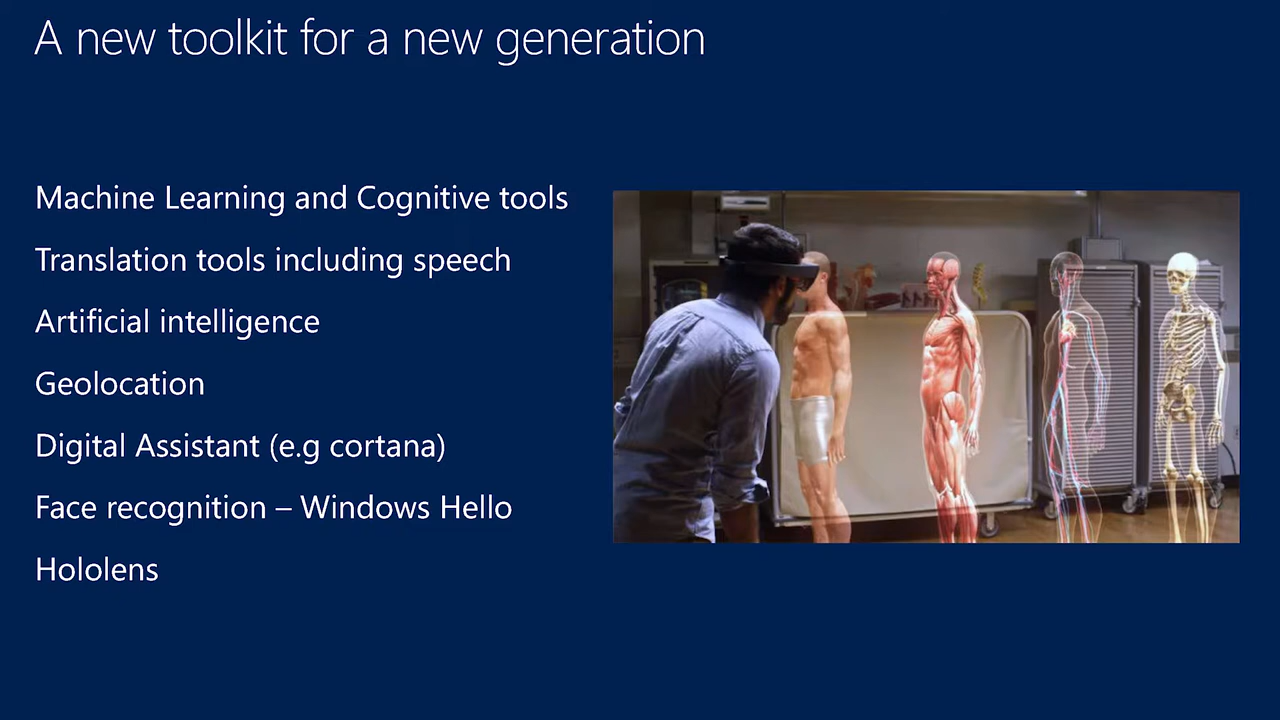 A new toolkit for a new generation
Machine Learning and Cognitive tools
Translation tools including speech
Artificial intelligence
Geolocation
Digital Assistant (e.g cortana)
Face recognition – Windows Hello
Hololens